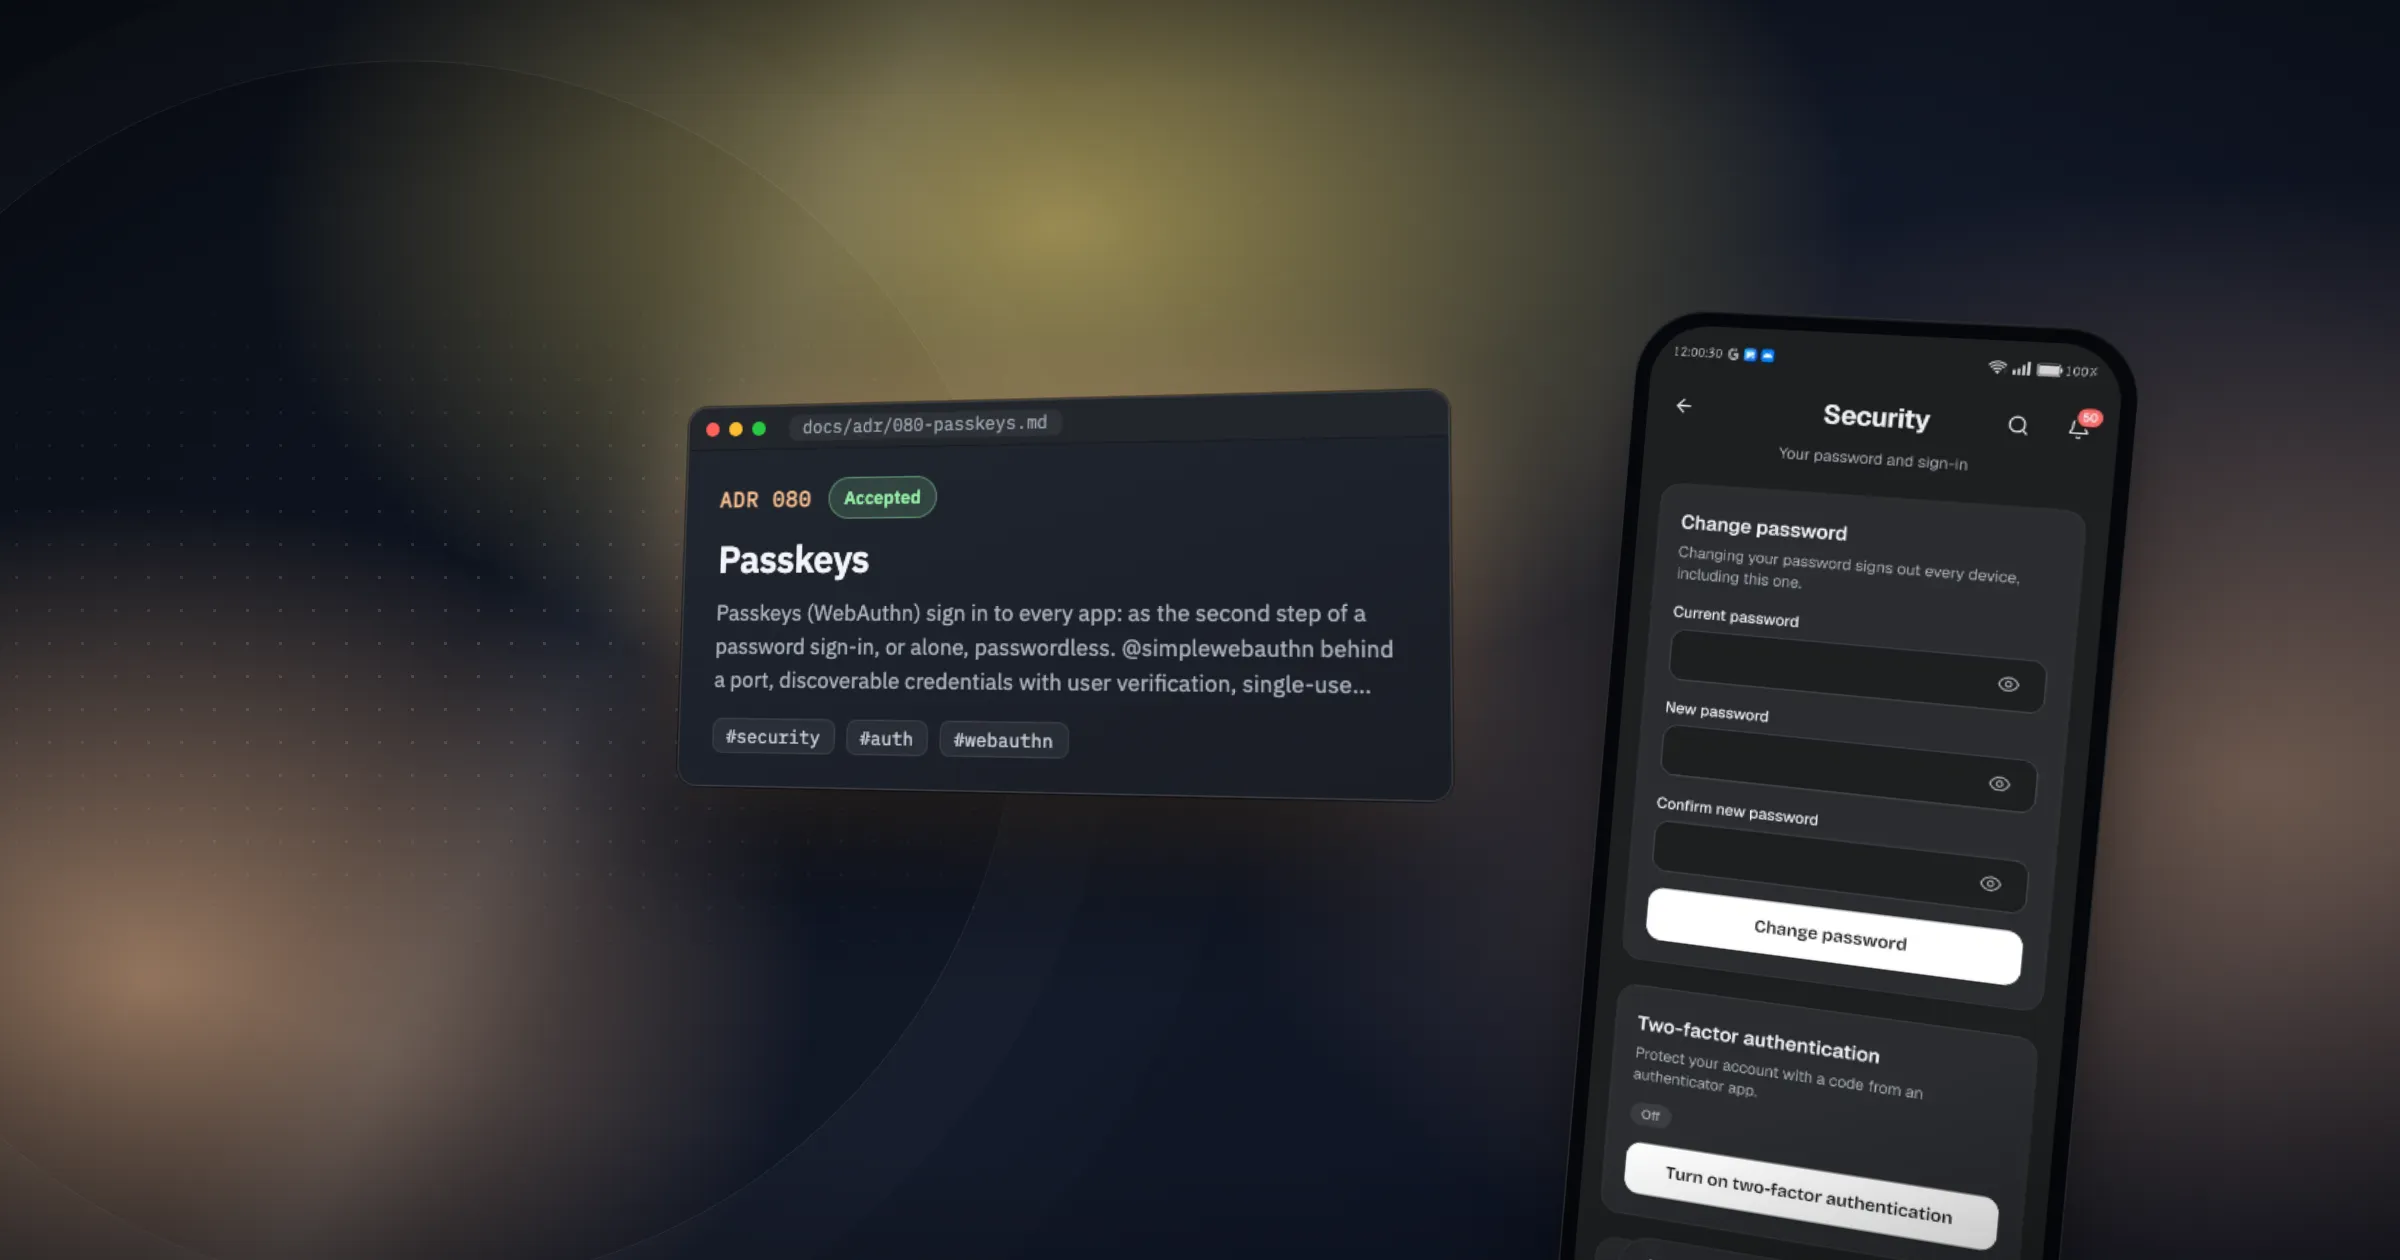 docs/adr/080-passkeys.md
ADR 080
Accepted
Passkeys
Passkeys (WebAuthn) sign in to every app: as the second step of a
password sign-in, or alone, passwordless. @simplewebauthn behind
a port, discoverable credentials with user verification, single-use...
#security #auth #webauthn
12:00:30
100%
Security
50
Your password and sign-in
Change password
Changing your password signs out every device,
including this one.
Current password
New password
Confirm new password
Change password
Two-factor authentication
Protect your account with a code from an
authenticator app.
Off
Turn on two-factor authentication